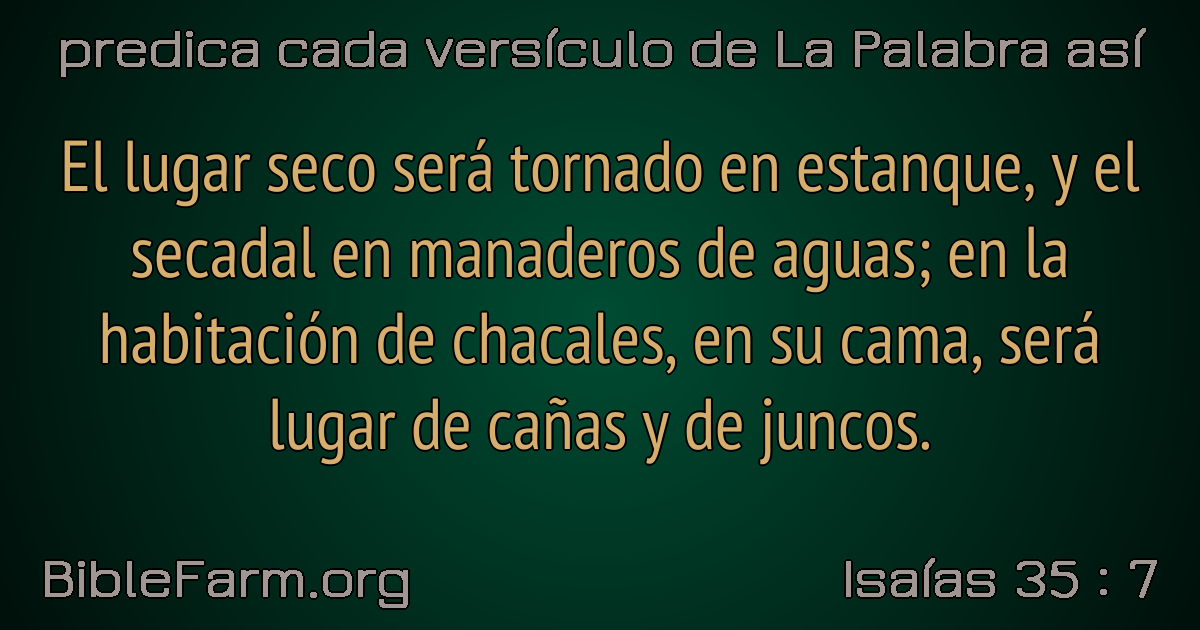 predica cada versículo de La Palabra así
El lugar seco será tornado en estanque, y el
secadal en manaderos de aguas; en la
habitación de chacales, en su cama, será
lugar de cañas y de juncos.
BibleFarm.org
Isaías 35 : 7